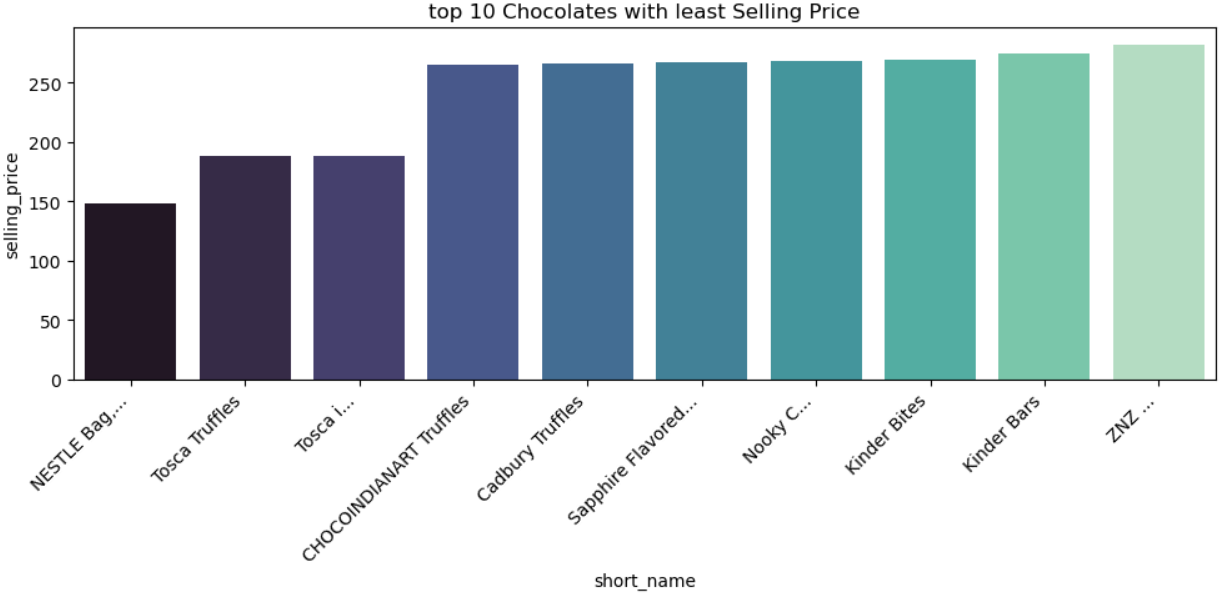 top 10 Chocolates with least Selling Price
selling_price
250
200
150
100
50
0
NESTLE Bag,...
Tosca Truffles
Tosca i...
CHOCOINDIANART Truffles
Cadbury Truffles
Sapphire Flavored...
Nooky C...
Kinder Bites
Kinder Bars
ZNZ ...
short_name